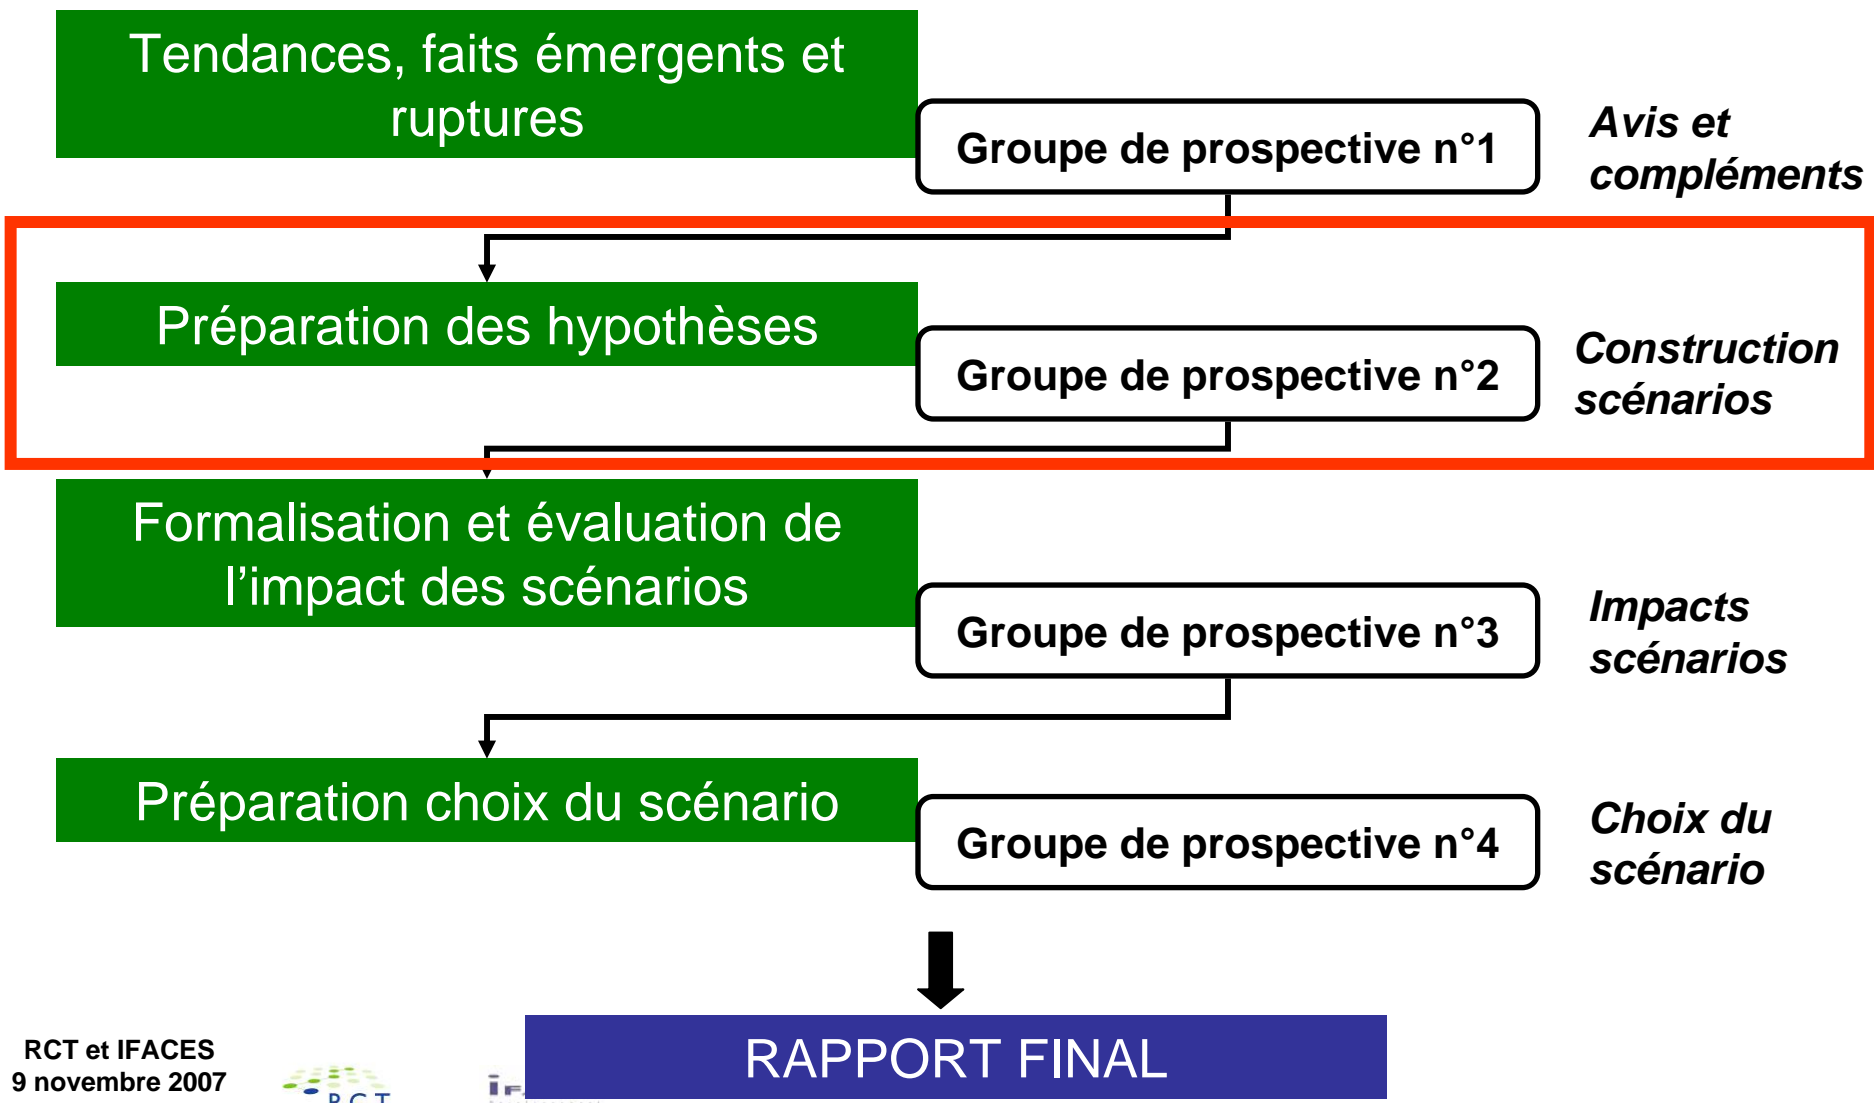 Tendances, faits émergents et
ruptures
Groupe de prospective n°1
Avis et
compléments
Préparation des hypothèses
Groupe de prospective n°2
Construction
scénarios
Formalisation et évaluation de
l’impact des scénarios
Groupe de prospective n°3
Impacts
scénarios
Préparation choix du scénario
Groupe de prospective n°4
Choix du
scénario
RAPPORT FINAL
RCT et IFACES
9 novembre 2007
RCT